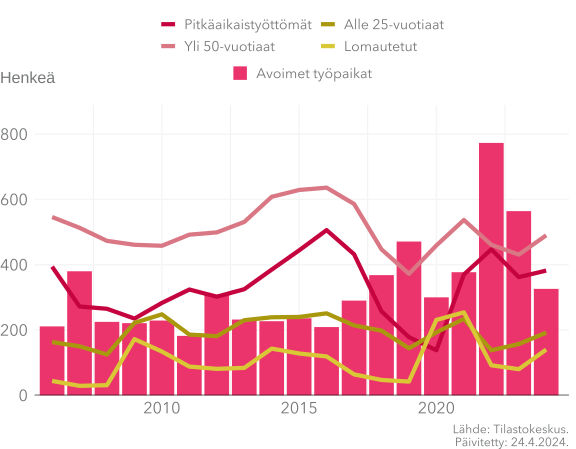 Pitkäaikaistyöttömät Alle 25-vuotiaat
Yli 50-vuotiaat Lomautetut
Avoimet työpaikat
Henkeä
800
600
400
200
0
2010 2015 2020
Lähde: Tilastokeskus.
Päivitetty: 24.4.2024.